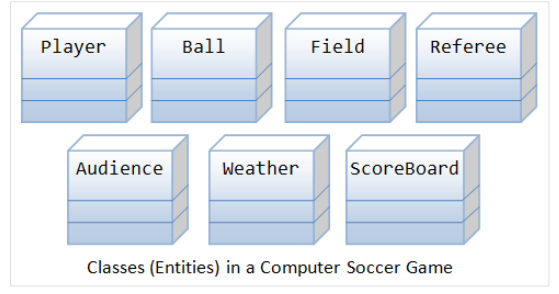 Player Ball Field Referee
Audience Weather ScoreBoard
Classes (Entities) in a Computer Soccer Game